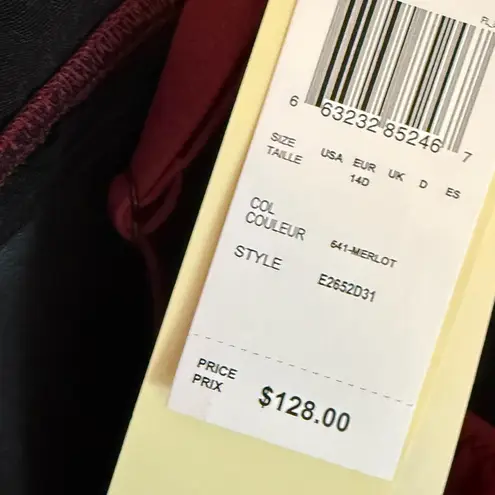 6 63232 85246 7
SIZE USA EUR UK D ES
TAILLE 14D
COL
COULEUR 641-MERLOT
STYLE E2652D31
PRICE
PRIX $128.00